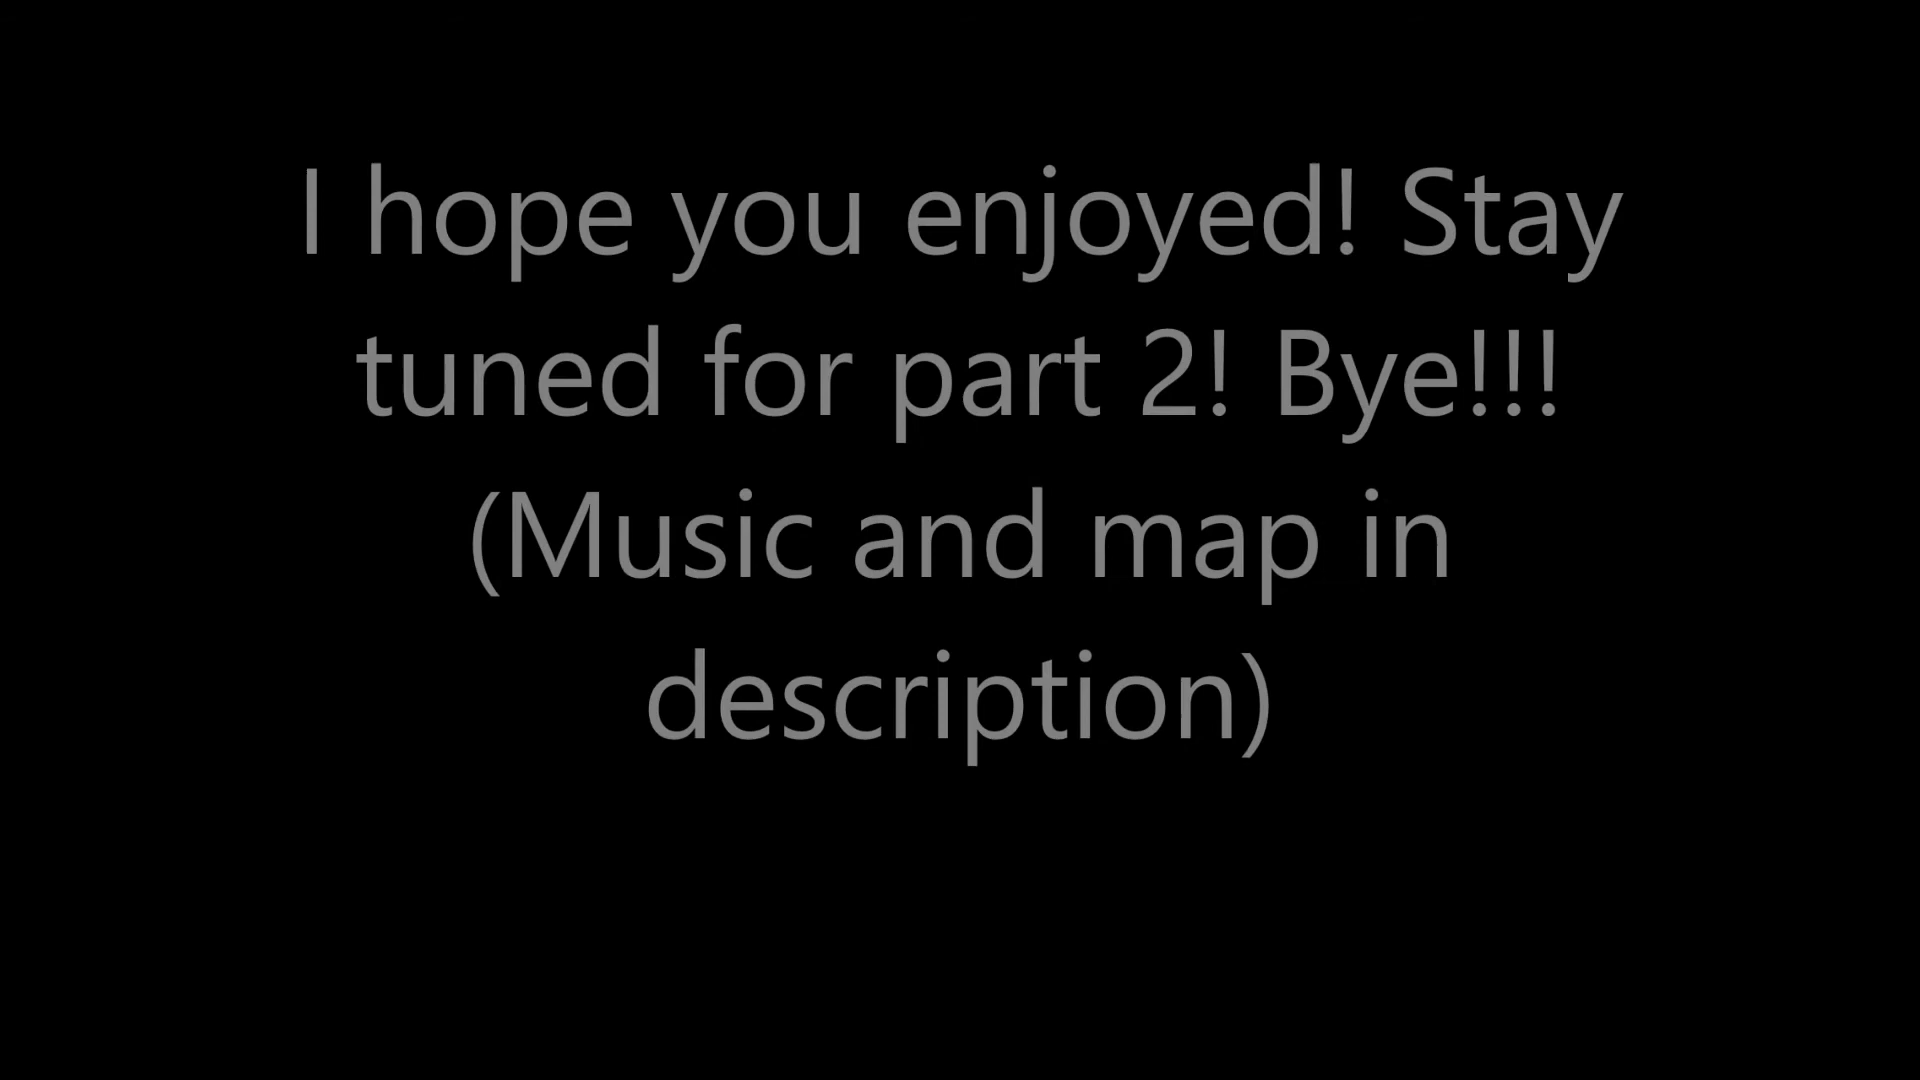 I hope you enjoyed! Stay
tuned for part 2! Bye!!!
(Music and map in
description)